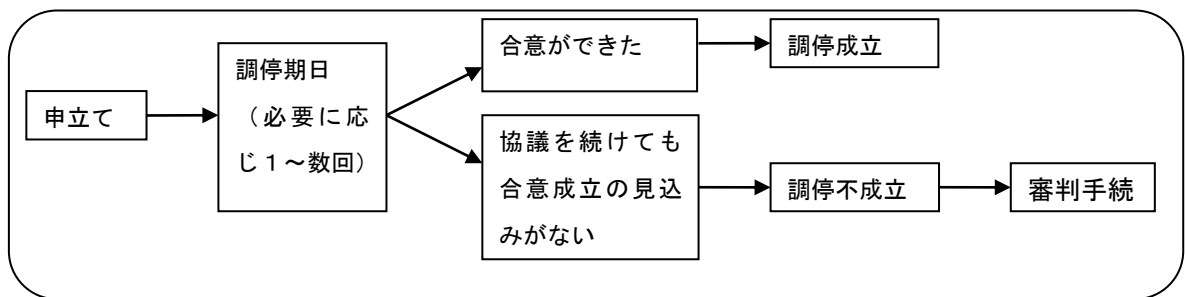 申立て
調停期日
（必要に応
じ１～数回）
合意ができた
調停成立
協議を続けても
合意成立の見込
みがない
調停不成立
審判手続